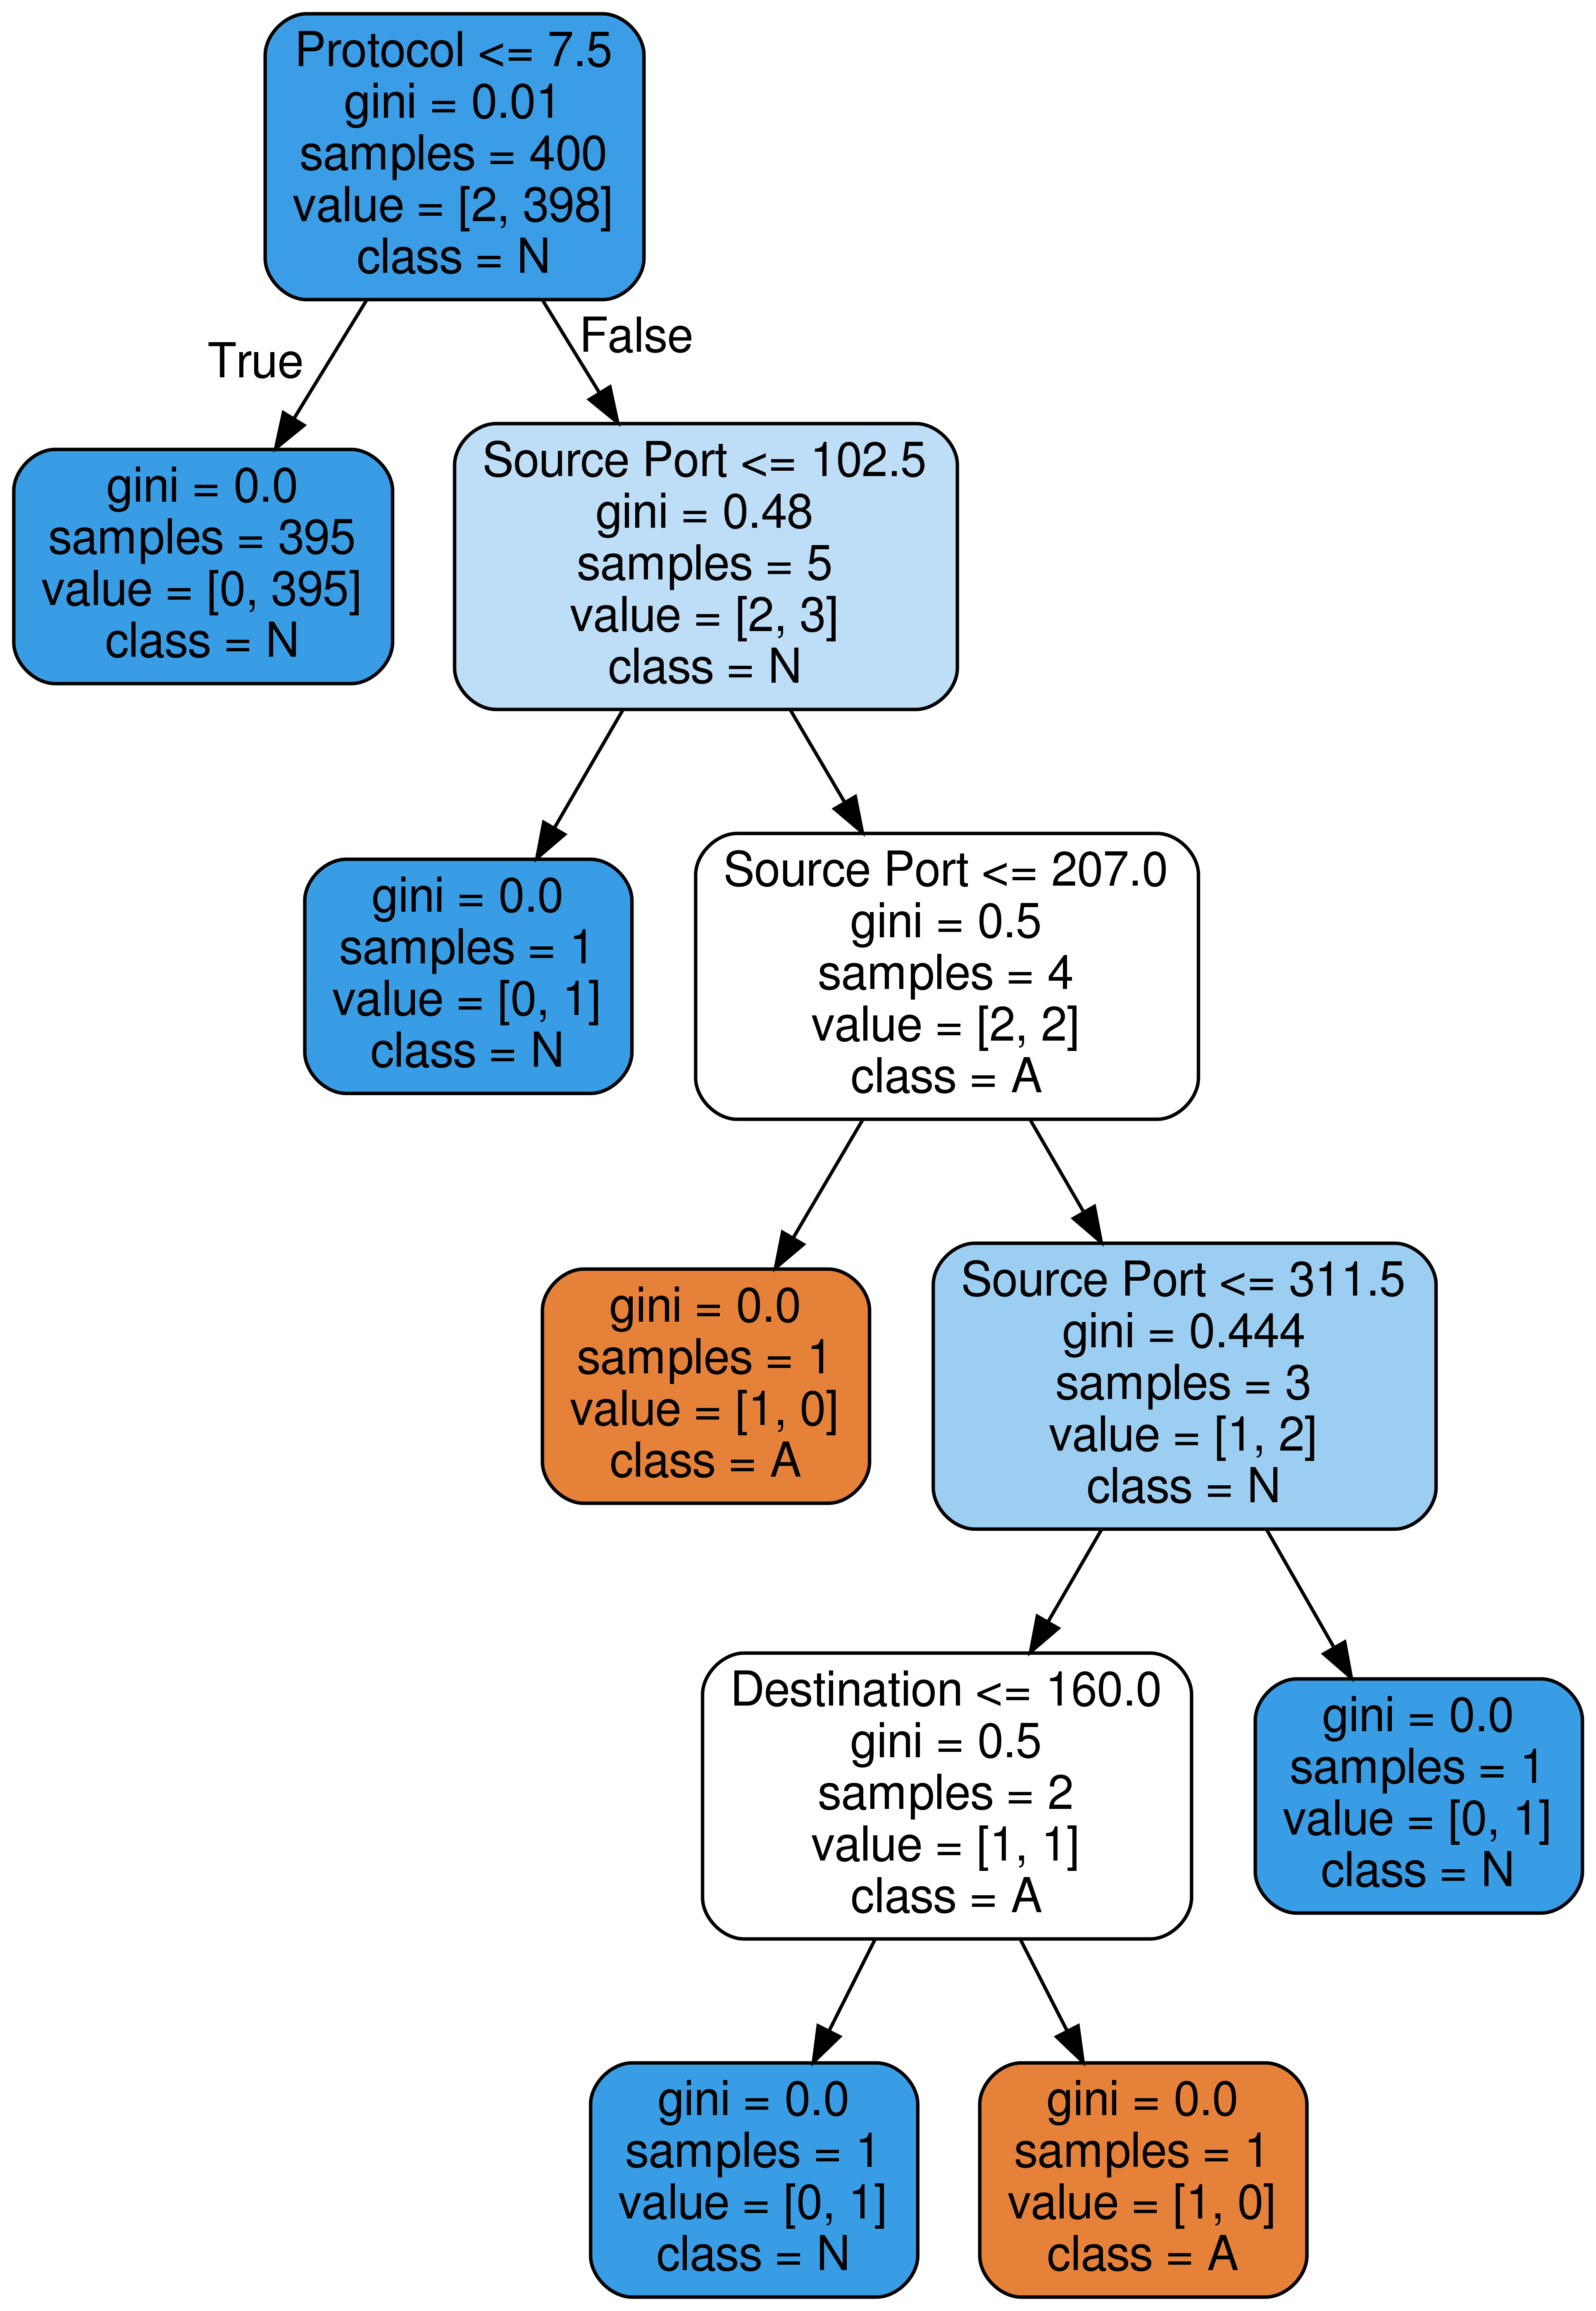 Protocol <= 7.5
gini = 0.01
samples = 400
value = [2, 398]
class = N
True
False
gini = 0.0
samples = 395
value = [0, 395]
class = N
Source Port <= 102.5
gini = 0.48
samples = 5
value = [2, 3]
class = N
gini = 0.0
samples = 1
value = [0, 1]
class = N
Source Port <= 207.0
gini = 0.5
samples = 4
value = [2, 2]
class = A
gini = 0.0
samples = 1
value = [1, 0]
class = A
Source Port <= 311.5
gini = 0.444
samples = 3
value = [1, 2]
class = N
Destination <= 160.0
gini = 0.5
samples = 2
value = [1, 1]
class = A
gini = 0.0
samples = 1
value = [0, 1]
class = N
gini = 0.0
samples = 1
value = [0, 1]
class = N
gini = 0.0
samples = 1
value = [1, 0]
class = A